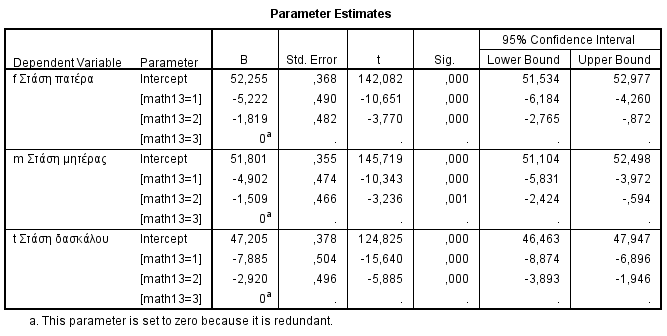 Parameter Estimates
95% Confidence Interval
Dependent Variable Parameter B Std. Error t Sig. Lower Bound Upper Bound
f Στάση πατέρα Intercept 52,255 ,368 142,082 ,000 51,534 52,977
[math13=1] -5,222 ,490 -10,651 ,000 -6,184 -4,260
[math13=2] -1,819 ,482 -3,770 ,000 -2,765 -,872
[math13=3] 0a . . . . .
m Στάση μητέρας Intercept 51,801 ,355 145,719 ,000 51,104 52,498
[math13=1] -4,902 ,474 -10,343 ,000 -5,831 -3,972
[math13=2] -1,509 ,466 -3,236 ,001 -2,424 -,594
[math13=3] 0a . . . . .
t Στάση δασκάλου Intercept 47,205 ,378 124,825 ,000 46,463 47,947
[math13=1] -7,885 ,504 -15,640 ,000 -8,874 -6,896
[math13=2] -2,920 ,496 -5,885 ,000 -3,893 -1,946
[math13=3] 0a . . . . .
a. This parameter is set to zero because it is redundant.